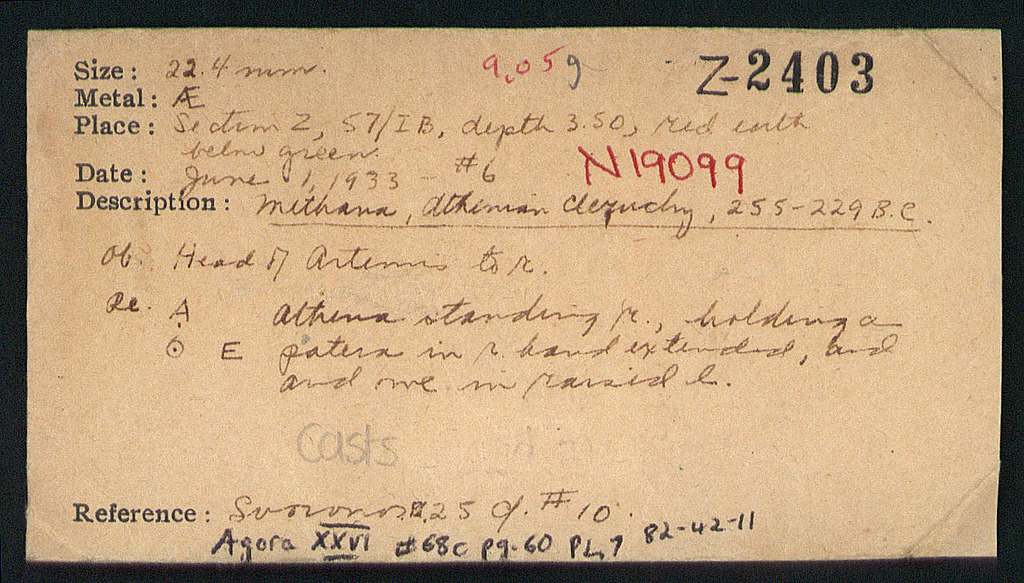 Size: 22.4 mm. 9.05 g Z-2403
Metal: Æ
Place: Section Z, 57/ΙΒ, depth 3.50, red earth
below green.
Date: June 1, 1933 #6 N19099
Description: Methana, Athenian cleruchy, 255-229 B.C.
Ob. Head of Artemis to r.
Re. A Athena standing r., holding a
⊙ E patera in r. hand extended, and
and one in raised l.
Casts
Reference: Svoronos 25 cf. #10.
Agora XXVI #68c pg. 60 PL, 7 82-42-11